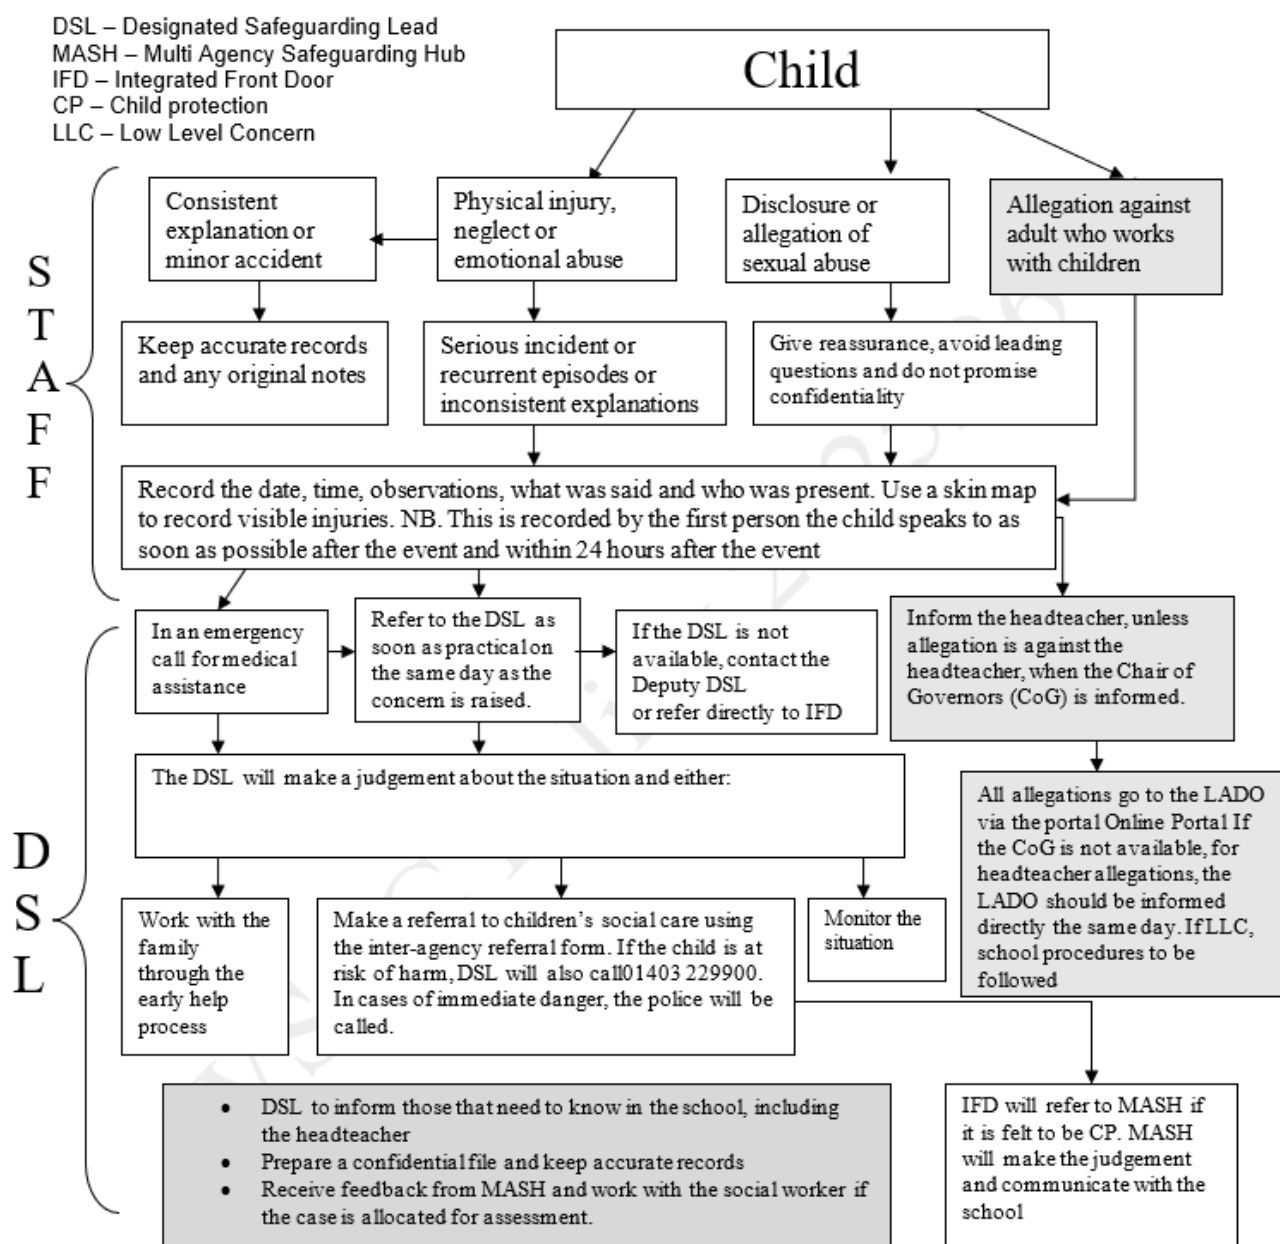 DSL – Designated Safeguarding Lead
MASH – Multi Agency Safeguarding Hub
IFD – Integrated Front Door
CP – Child protection
LLC – Low Level Concern
Child
STAFF
Consistent
explanation or
minor accident
Physical injury,
neglect or
emotional abuse
Disclosure or
allegation of
sexual abuse
Allegation against
adult who works
with children
Keep accurate records
and any original notes
Serious incident or
recurrent episodes or
inconsistent explanations
Give reassurance, avoid leading
questions and do not promise
confidentiality
Record the date, time, observations, what was said and who was present. Use a skin map
to record visible injuries. NB. This is recorded by the first person the child speaks to as
soon as possible after the event and within 24 hours after the event
DSL
In an emergency
call for medical
assistance
Refer to the DSL as
soon as practical on
the same day as the
concern is raised.
If the DSL is not
available, contact the
Deputy DSL
or refer directly to IFD
Inform the headteacher, unless
allegation is against the
headteacher, when the Chair of
Governors (CoG) is informed.
The DSL will make a judgement about the situation and either:
All allegations go to the LADO
via the portal Online Portal If
the CoG is not available, for
headteacher allegations, the
LADO should be informed
directly the same day. If LLC,
school procedures to be
followed
Work with the
family
through the
early help
process
Make a referral to children's social care using
the inter-agency referral form. If the child is at
risk of harm, DSL will also call01403 229900.
In cases of immediate danger, the police will be
called.
Monitor the
situation
• DSL to inform those that need to know in the school, including
the headteacher
• Prepare a confidential file and keep accurate records
• Receive feedback from MASH and work with the social worker if
the case is allocated for assessment.
IFD will refer to MASH if
it is felt to be CP. MASH
will make the judgement
and communicate with the
school